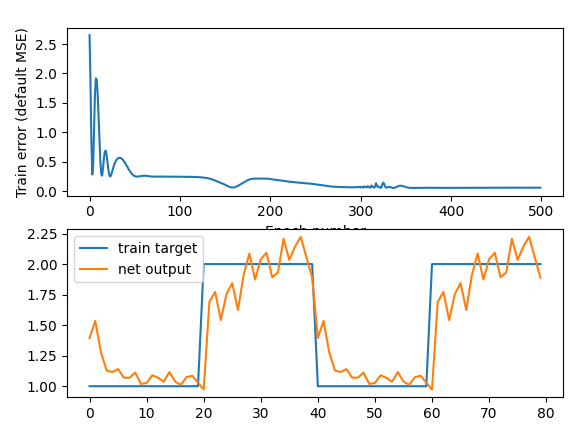 Train error (default MSE)
2.5
2.0
1.5
1.0
0.5
0.0
0 100 200 300 400 500
Epoch number
2.25
2.00
1.75
1.50
1.25
1.00
train target
net output
0 10 20 30 40 50 60 70 80